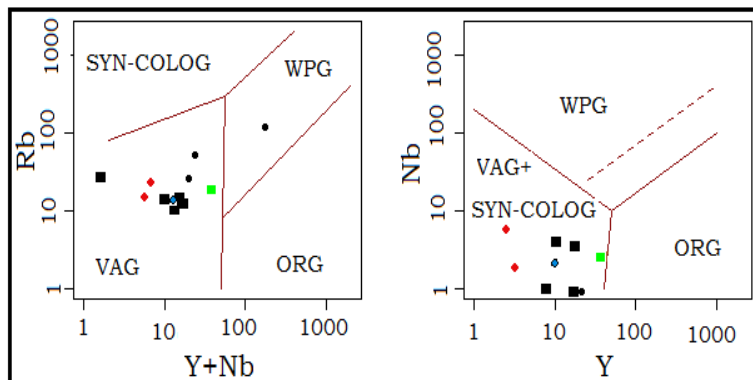 SYN-COLOG
WPG
VAG
ORG
Rb
1000
100
10
1
1 10 100 1000
Y+Nb
WPG
VAG+
SYN-COLOG
ORG
Nb
1000
100
10
1
1 10 100 1000
Y